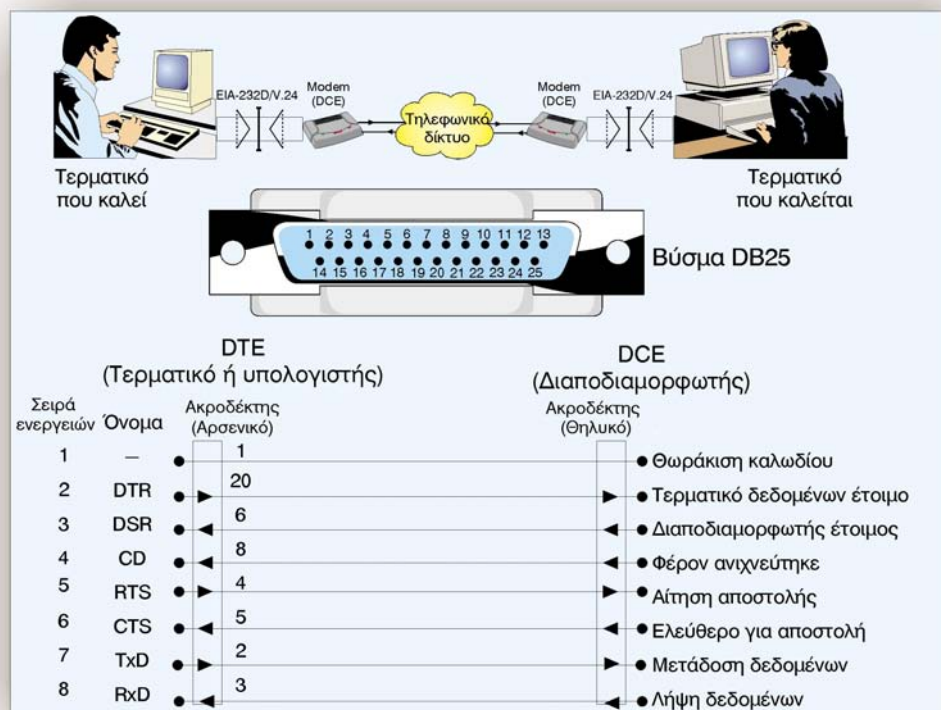 EIA-232D/V.24
Modem
(DCE)
Τηλεφωνικό
δίκτυο
Modem
(DCE)
EIA-232D/V.24
Τερματικό
που καλεί
Τερματικό
που καλείται
1 2 3 4 5 6 7 8 9 10 11 12 13
14 15 16 17 18 19 20 21 22 23 24 25
Βύσμα DB25
DTE
(Τερματικό ή υπολογιστής)
DCE
(Διαποδιαμορφωτής)
Σειρά
ενεργειών
Όνομα
Ακροδέκτης
(Αρσενικό)
Ακροδέκτης
(Θηλυκό)
1 – 1 Θωράκιση καλωδίου
2 DTR 20 Τερματικό δεδομένων έτοιμο
3 DSR 6 Διαποδιαμορφωτής έτοιμος
4 CD 8 Φέρον ανιχνεύτηκε
5 RTS 4 Αίτηση αποστολής
6 CTS 5 Ελεύθερο για αποστολή
7 TxD 2 Μετάδοση δεδομένων
8 RxD 3 Λήψη δεδομένων